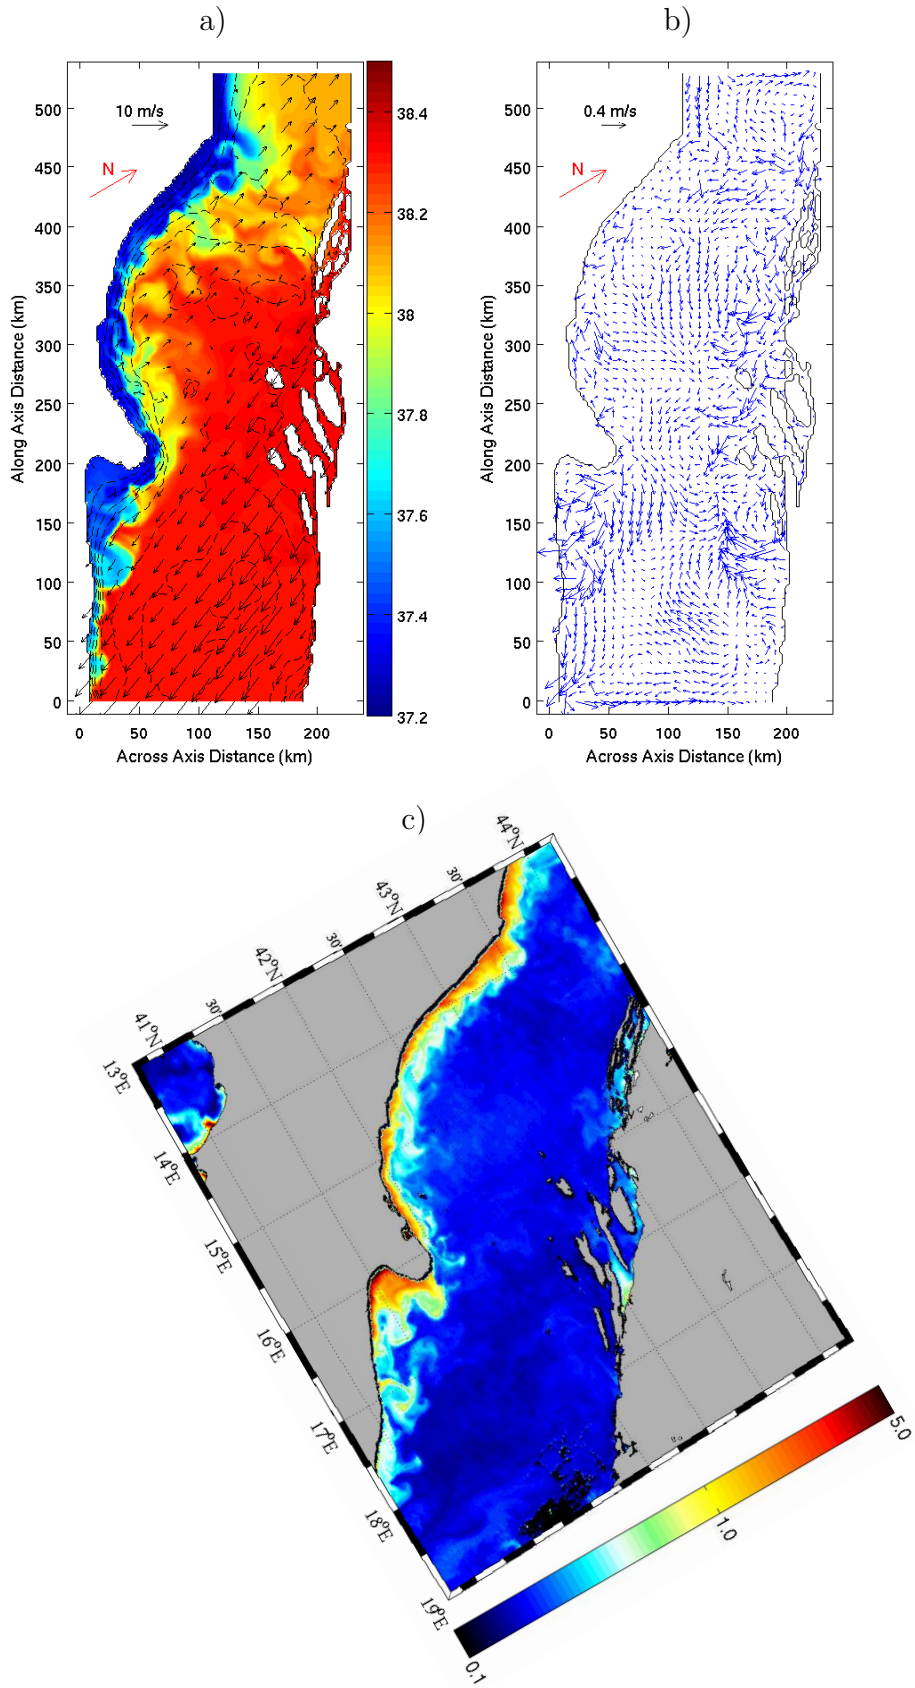 a)
b)
500
450
400
350
300
250
200
150
100
50
0
Along Axis Distance (km)
10 m/s
N
0 50 100 150 200
Across Axis Distance (km)
38.4
38.2
38
37.8
37.6
37.4
37.2
500
450
400
350
300
250
200
150
100
50
0
Along Axis Distance (km)
0.4 m/s
N
0 50 100 150 200
Across Axis Distance (km)
c)
44°N
30'
43°N
30'
42°N
30'
41°N
13°E
14°E
15°E
16°E
17°E
18°E
19°E
5.0
1.0
0.1